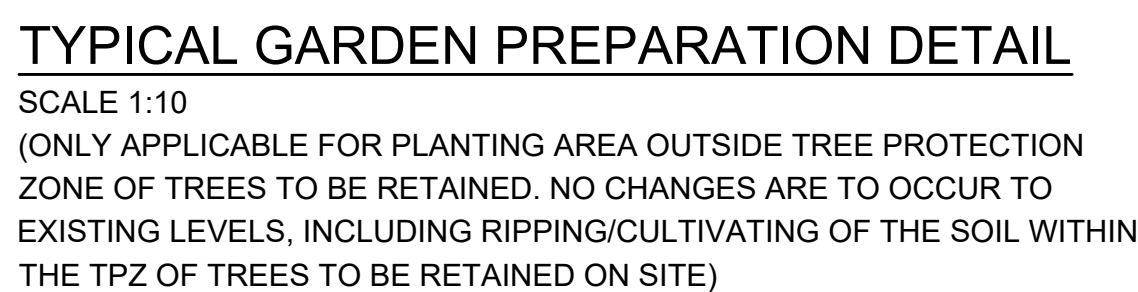 TYPICAL GARDEN PREPARATION DETAIL
SCALE 1:10
(ONLY APPLICABLE FOR PLANTING AREA OUTSIDE TREE PROTECTION
ZONE OF TREES TO BE RETAINED. NO CHANGES ARE TO OCCUR TO
EXISTING LEVELS, INCLUDING RIPPING/CULTIVATING OF THE SOIL WITHIN
THE TPZ OF TREES TO BE RETAINED ON SITE)